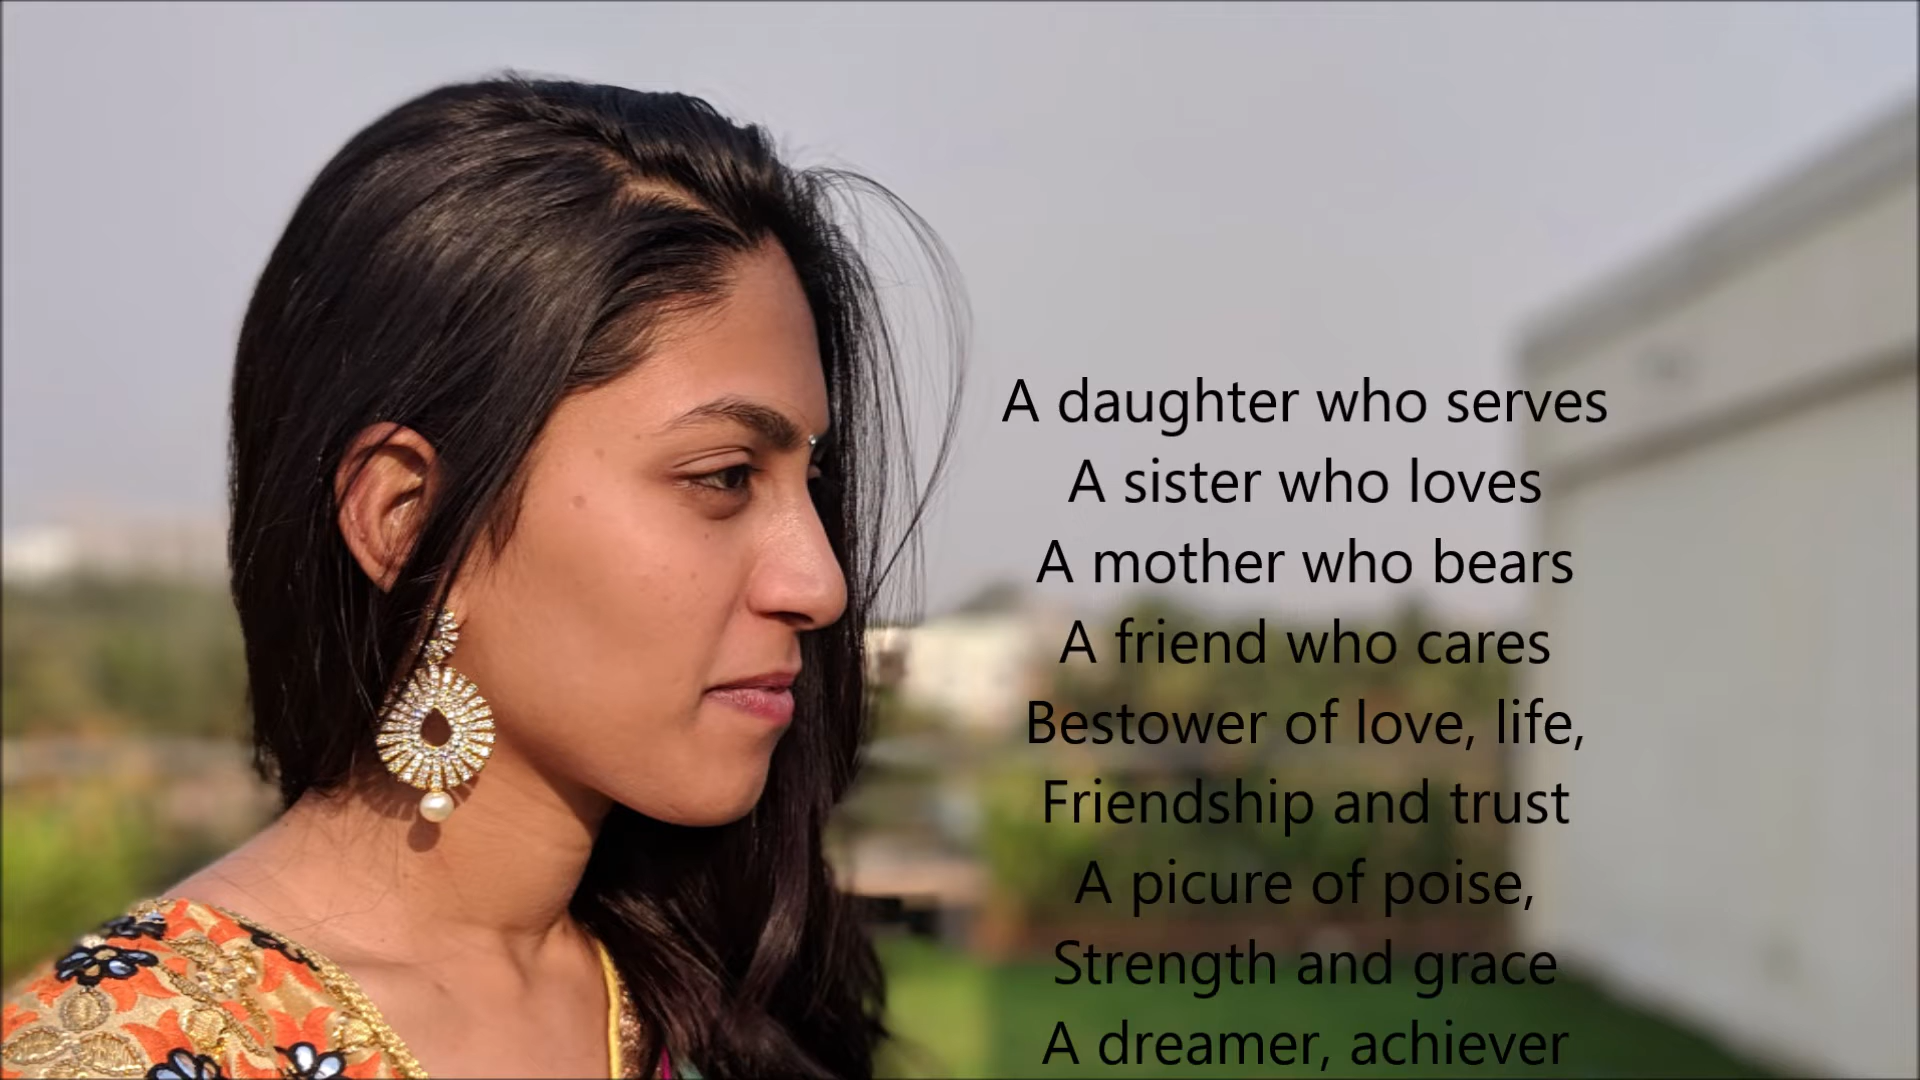 A daughter who serves
A sister who loves
A mother who bears
A friend who cares
Bestower of love, life,
Friendship and trust
A picure of poise,
Strength and grace
A dreamer, achiever